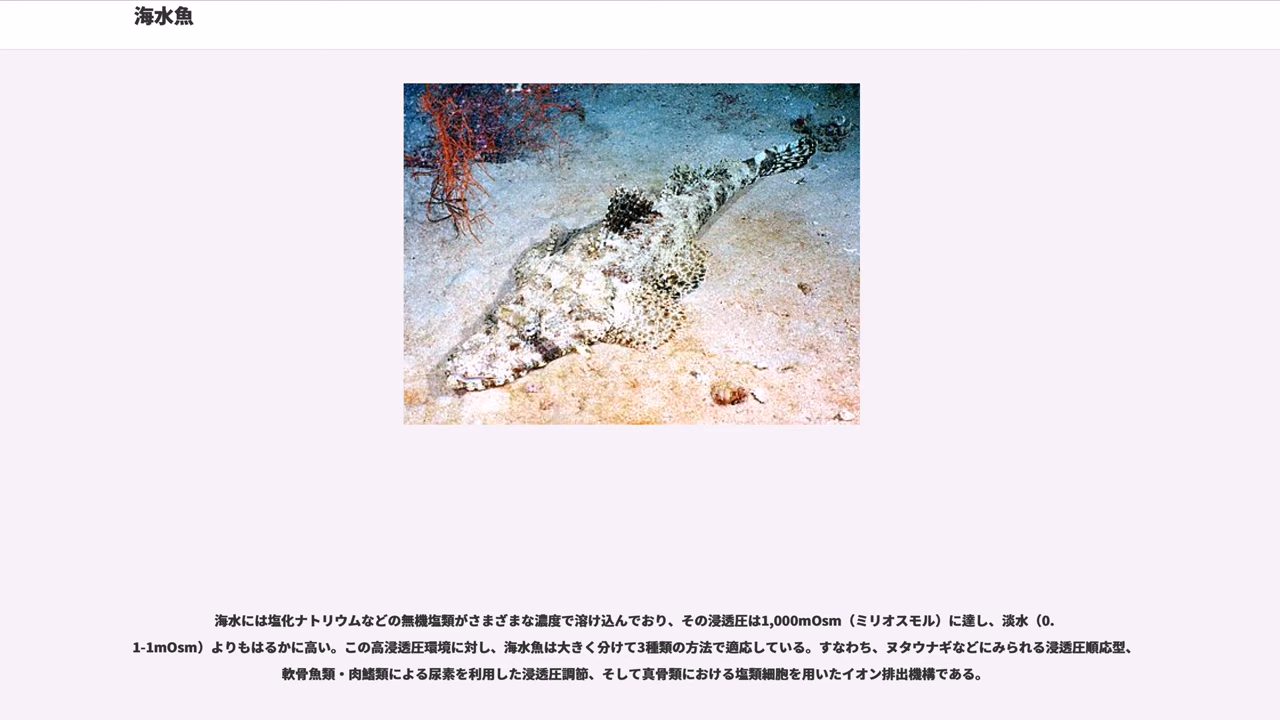 海水魚
海水には塩化ナトリウムなどの無機塩類がさまざまな濃度で溶け込んでおり、その浸透圧は1,000mOsm（ミリオスモル）に達し、淡水（0.
1-1mOsm）よりもはるかに高い。この高浸透圧環境に対し、海水魚は大きく分けて3種類の方法で適応している。すなわち、ヌタウナギなどにみられる浸透圧順応型、
軟骨魚類・肉鰭類による尿素を利用した浸透圧調節、そして真骨類における塩類細胞を用いたイオン排出機構である。